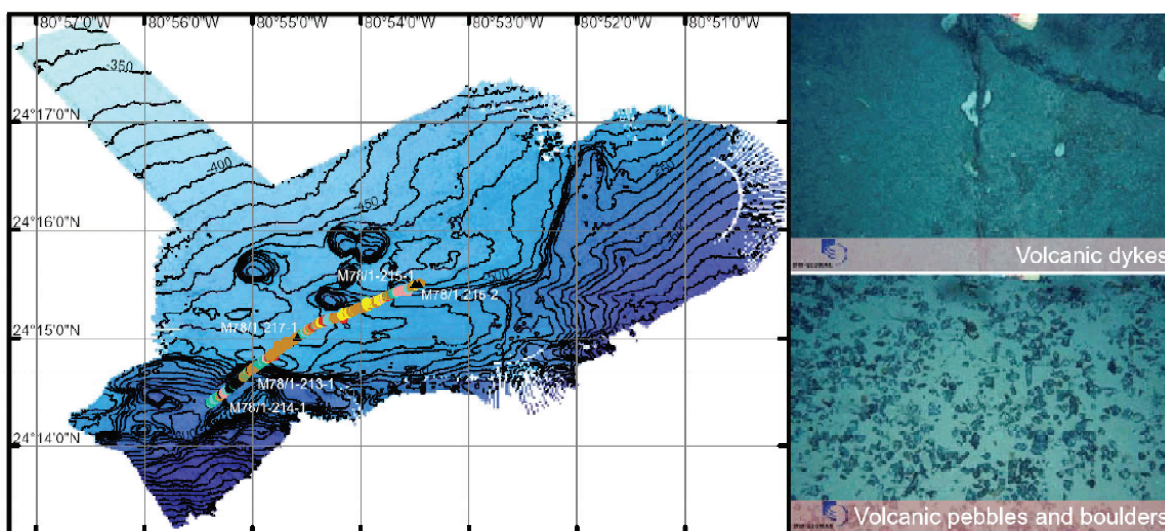 80°57'0"W 80°56'0"W 80°55'0"W 80°54'0"W 80°53'0"W 80°52'0"W 80°51'0"W
-350
24°17'0"N
-400
24°16'0"N
-450
M78/1-215-1
M78/1-216-2
24°15'0"N
M78/1-217-1
M78/1-213-1
M78/1-214-1
24°14'0"N
Volcanic dykes
Volcanic pebbles and boulders